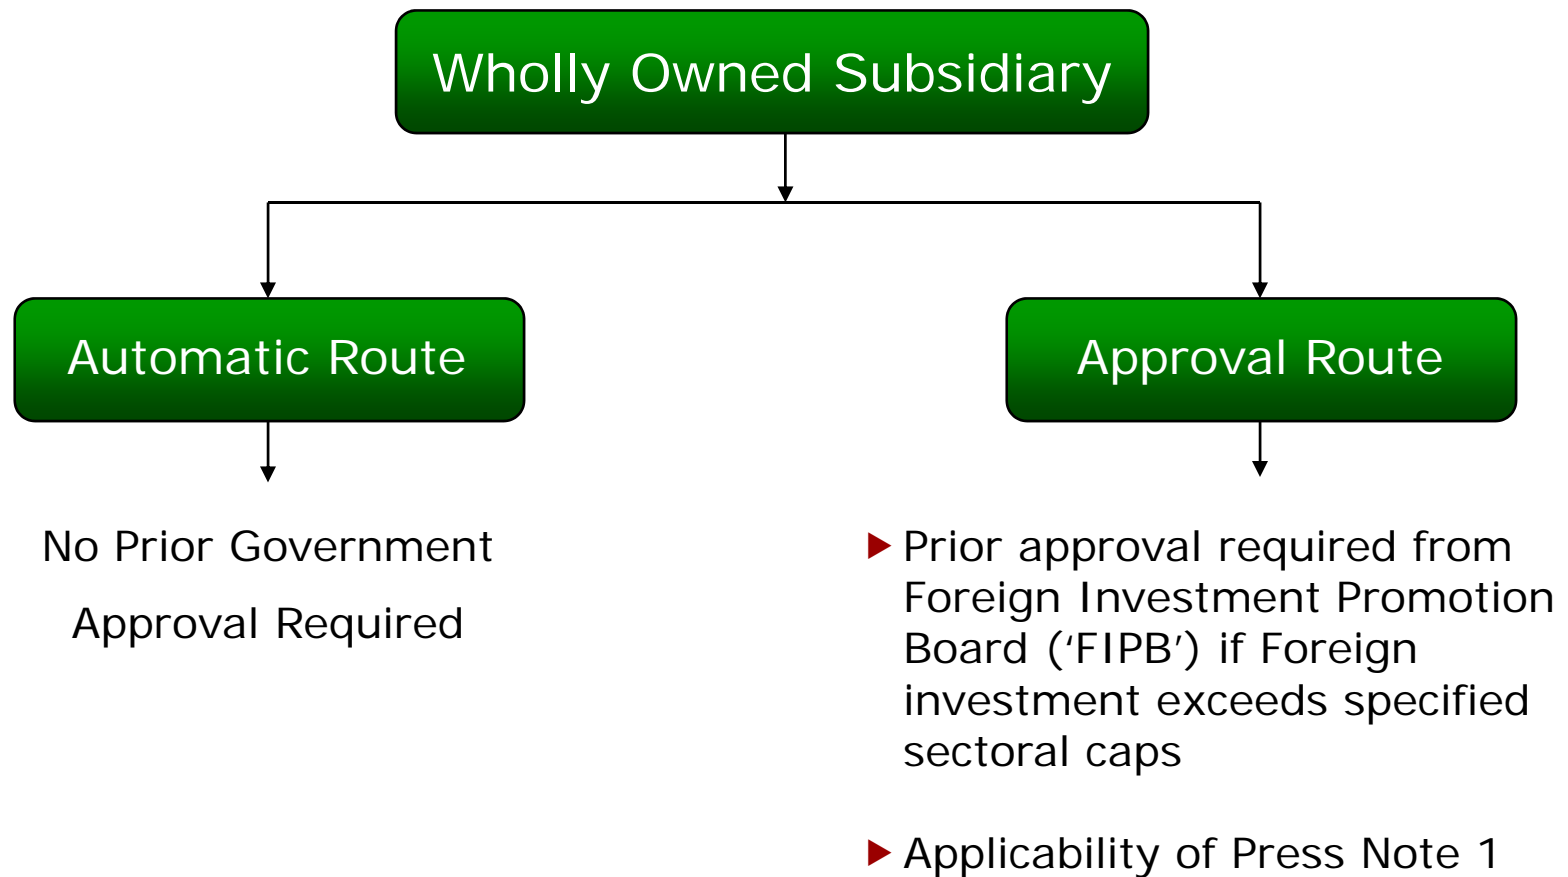 Wholly Owned Subsidiary
Automatic Route
Approval Route
No Prior Government
Approval Required
Prior approval required from
Foreign Investment Promotion
Board (‘FIPB’) if Foreign
investment exceeds specified
sectoral caps
Applicability of Press Note 1